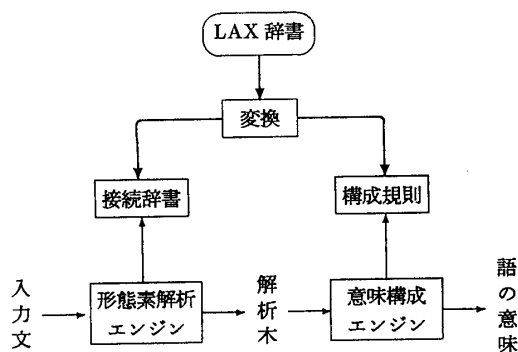 LAX 辞書
変換
接続辞書
構成規則
入力文
形態素解析
エンジン
解析木
意味構成
エンジン
語の意味